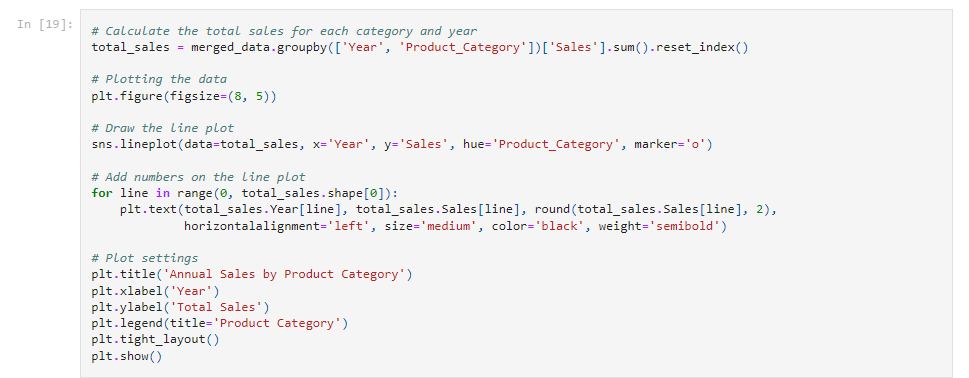 In [19]:
# Calculate the total sales for each category and year
total_sales = merged_data.groupby(['Year', 'Product_Category'])['Sales'].sum().reset_index()
# Plotting the data
plt.figure(figsize=(8, 5))
# Draw the line plot
sns.lineplot(data=total_sales, x='Year', y='Sales', hue='Product_Category', marker='o')
# Add numbers on the line plot
for line in range(0, total_sales.shape[0]):
    plt.text(total_sales.Year[line], total_sales.Sales[line], round(total_sales.Sales[line], 2),
             horizontalalignment='left', size='medium', color='black', weight='semibold')
# Plot settings
plt.title('Annual Sales by Product Category')
plt.xlabel('Year')
plt.ylabel('Total Sales')
plt.legend(title='Product Category')
plt.tight_layout()
plt.show()